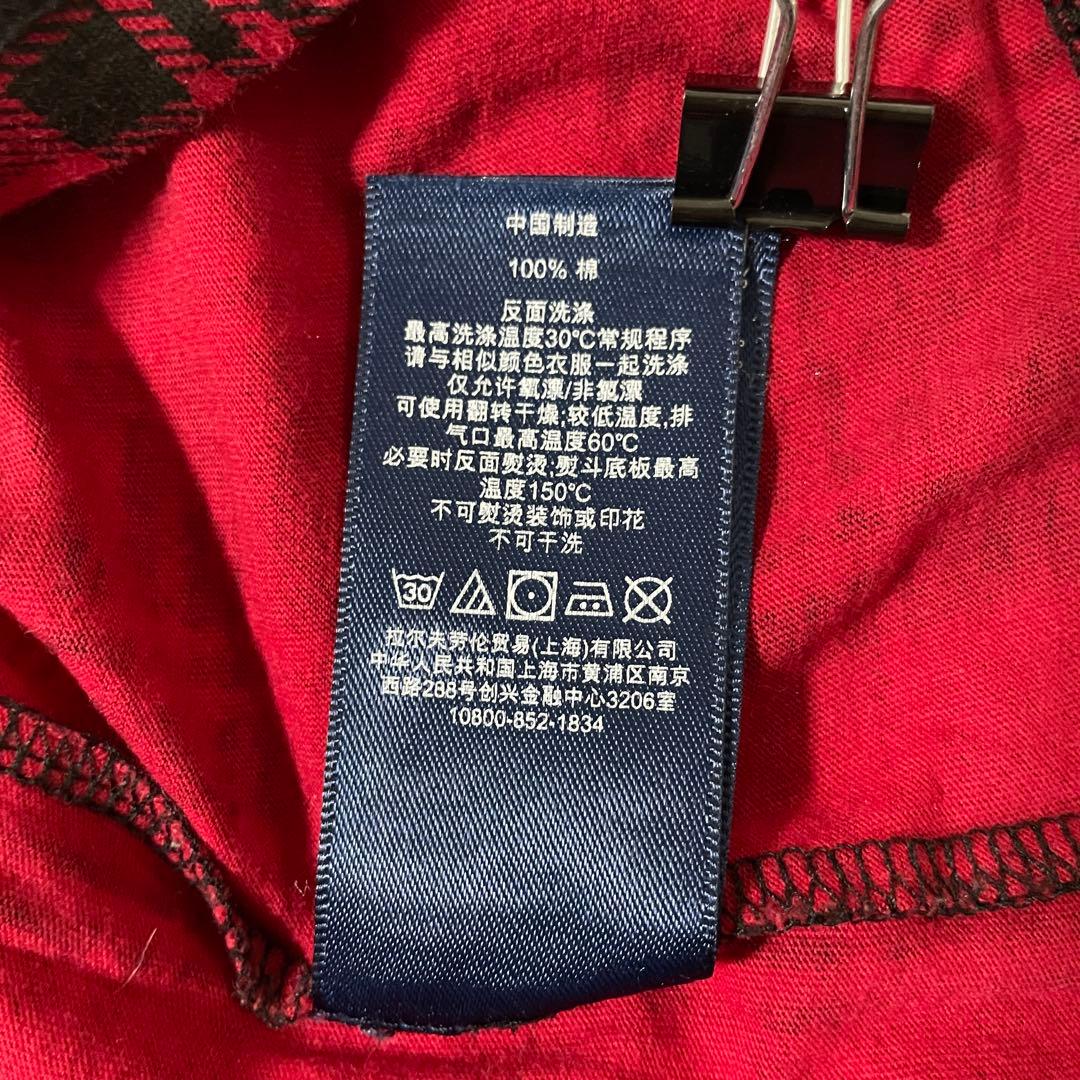 中国制造
100% 棉
反面洗涤
最高洗涤温度30℃常规程序
请与相似颜色衣服一起洗涤
仅允许氧漂/非氯漂
可使用翻转干燥;较低温度,排
气口最高温度60℃
必要时反面熨烫;熨斗底板最高
温度150℃
不可熨烫装饰或印花
不可干洗
30
拉尔夫劳伦贸易(上海)有限公司
中华人民共和国上海市黄浦区南京
西路288号创兴金融中心3206室
10800-852-1834